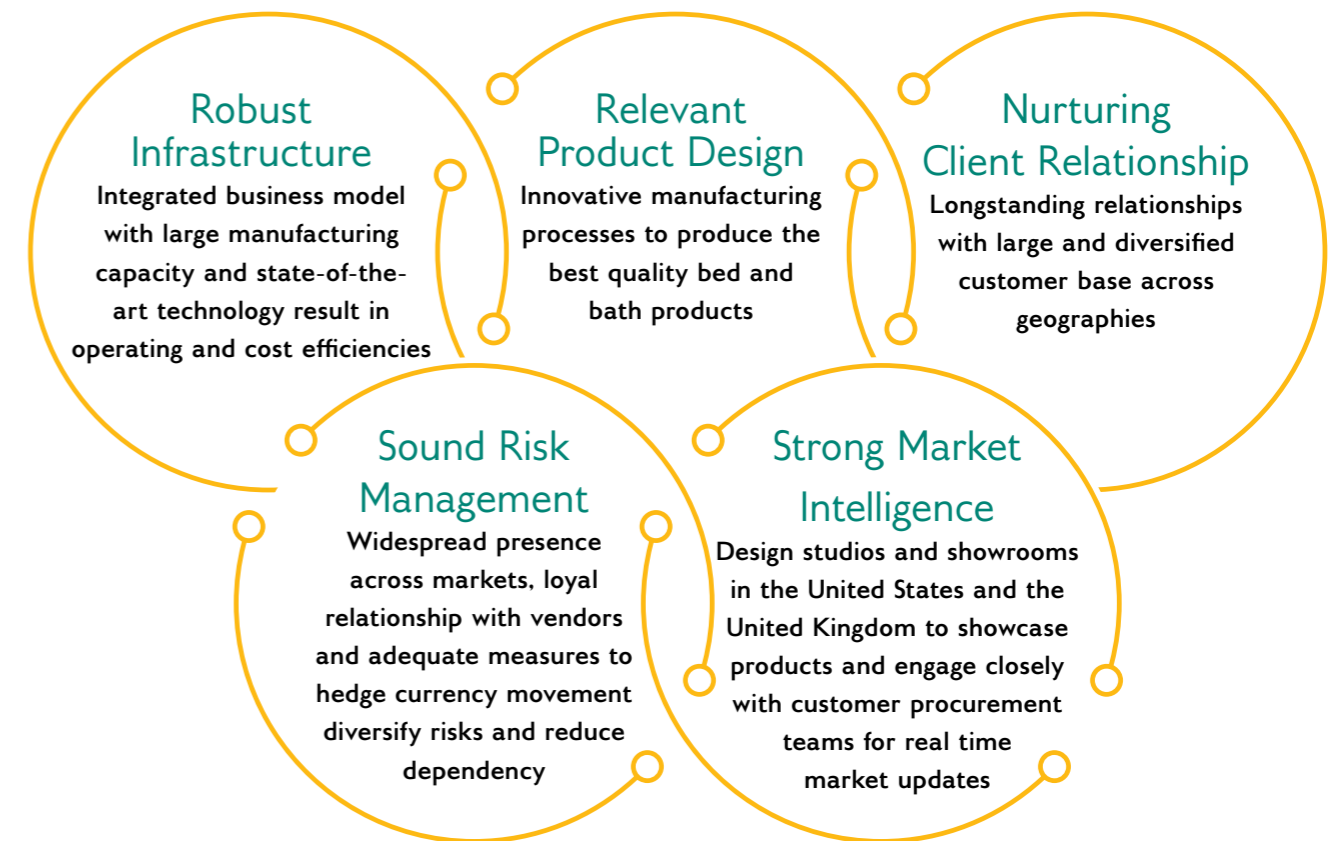 Robust
Infrastructure
Integrated business model
with large manufacturing
capacity and state-of-the-
art technology result in
operating and cost efficiencies
Relevant
Product Design
Innovative manufacturing
processes to produce the
best quality bed and
bath products
Nurturing
Client Relationship
Longstanding relationships
with large and diversified
customer base across
geographies
Sound Risk
Management
Widespread presence
across markets, loyal
relationship with vendors
and adequate measures to
hedge currency movement
diversify risks and reduce
dependency
Strong Market
Intelligence
Design studios and showrooms
in the United States and the
United Kingdom to showcase
products and engage closely
with customer procurement
teams for real time
market updates